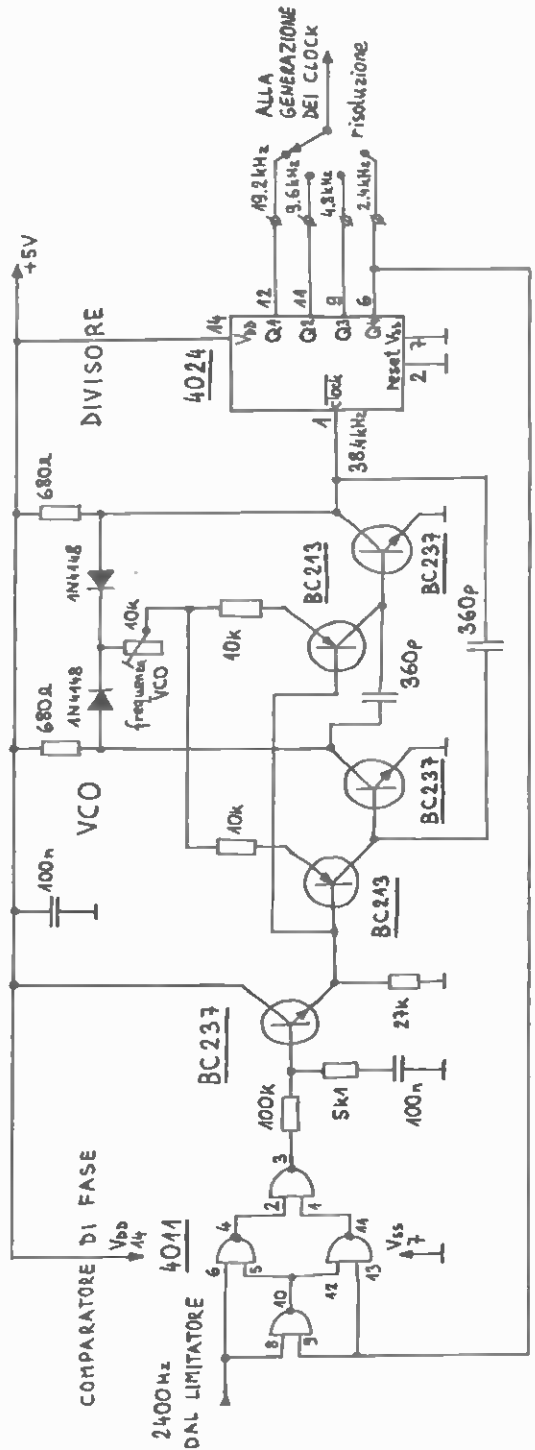 COMPARATORE DI FASE
VDD
14
4011
2400Hz
DAL LIMITATORE
6
5
4
8
9
10
12
13
11
2
1
3
VSS
7
100k
5k1
100n
BC237
27k
100n
VCO
BC213
10k
BC237
680Ω
1N4148
1N4148
10k
frequenza
VCO
10k
360p
BC213
BC237
360p
680Ω
+5V
DIVISORE
4024
14
VDD
1
clock
38.4kHz
Q1
12
Q2
11
Q3
9
Q4
6
reset
2
VSS
7
19.2kHz
9.6kHz
4.8kHz
2.4kHz
ALLA
GENERAZIONE
DEI CLOCK
risoluzione